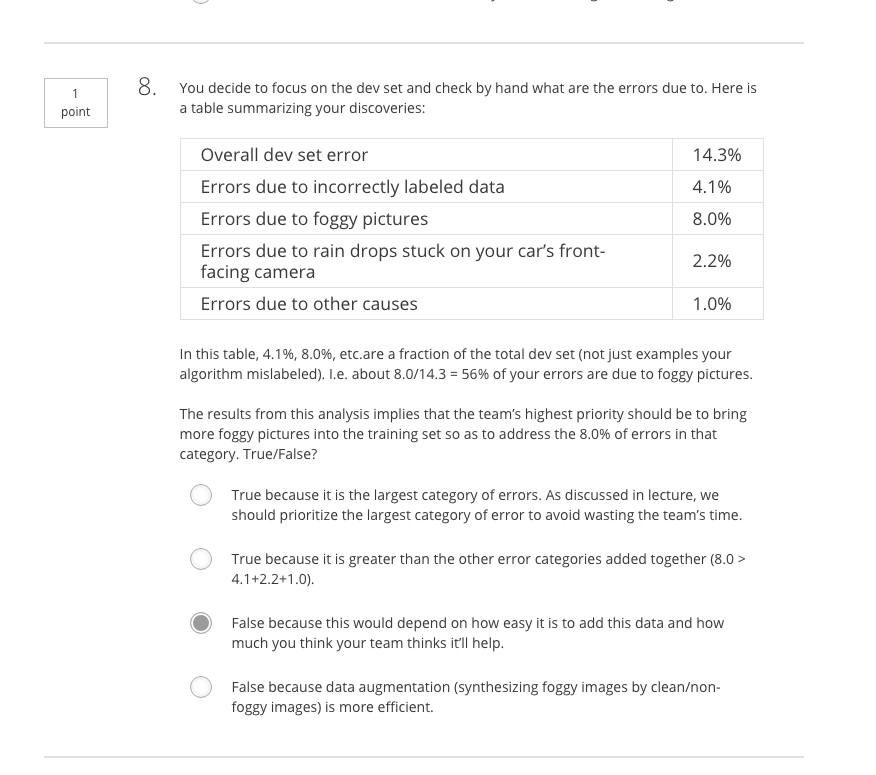 1
point
8.
You decide to focus on the dev set and check by hand what are the errors due to. Here is
a table summarizing your discoveries:
Overall dev set error 14.3%
Errors due to incorrectly labeled data 4.1%
Errors due to foggy pictures 8.0%
Errors due to rain drops stuck on your car's front-
facing camera 2.2%
Errors due to other causes 1.0%
In this table, 4.1%, 8.0%, etc.are a fraction of the total dev set (not just examples your
algorithm mislabeled). I.e. about 8.0/14.3 = 56% of your errors are due to foggy pictures.
The results from this analysis implies that the team's highest priority should be to bring
more foggy pictures into the training set so as to address the 8.0% of errors in that
category. True/False?
True because it is the largest category of errors. As discussed in lecture, we
should prioritize the largest category of error to avoid wasting the team's time.
True because it is greater than the other error categories added together (8.0 >
4.1+2.2+1.0).
False because this would depend on how easy it is to add this data and how
much you think your team thinks it'll help.
False because data augmentation (synthesizing foggy images by clean/non-
foggy images) is more efficient.